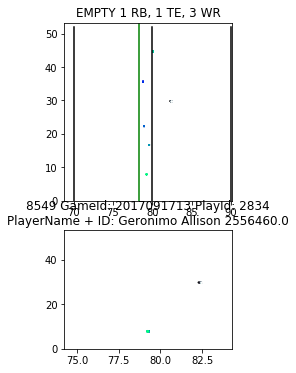 EMPTY 1 RB, 1 TE, 3 WR
50
40
30
20
10
0
70 75 80 85 90
8549 GameId: 2017091713 PlayId: 2834
PlayerName + ID: Geronimo Allison 2556460.0
40
20
0
75.0 77.5 80.0 82.5